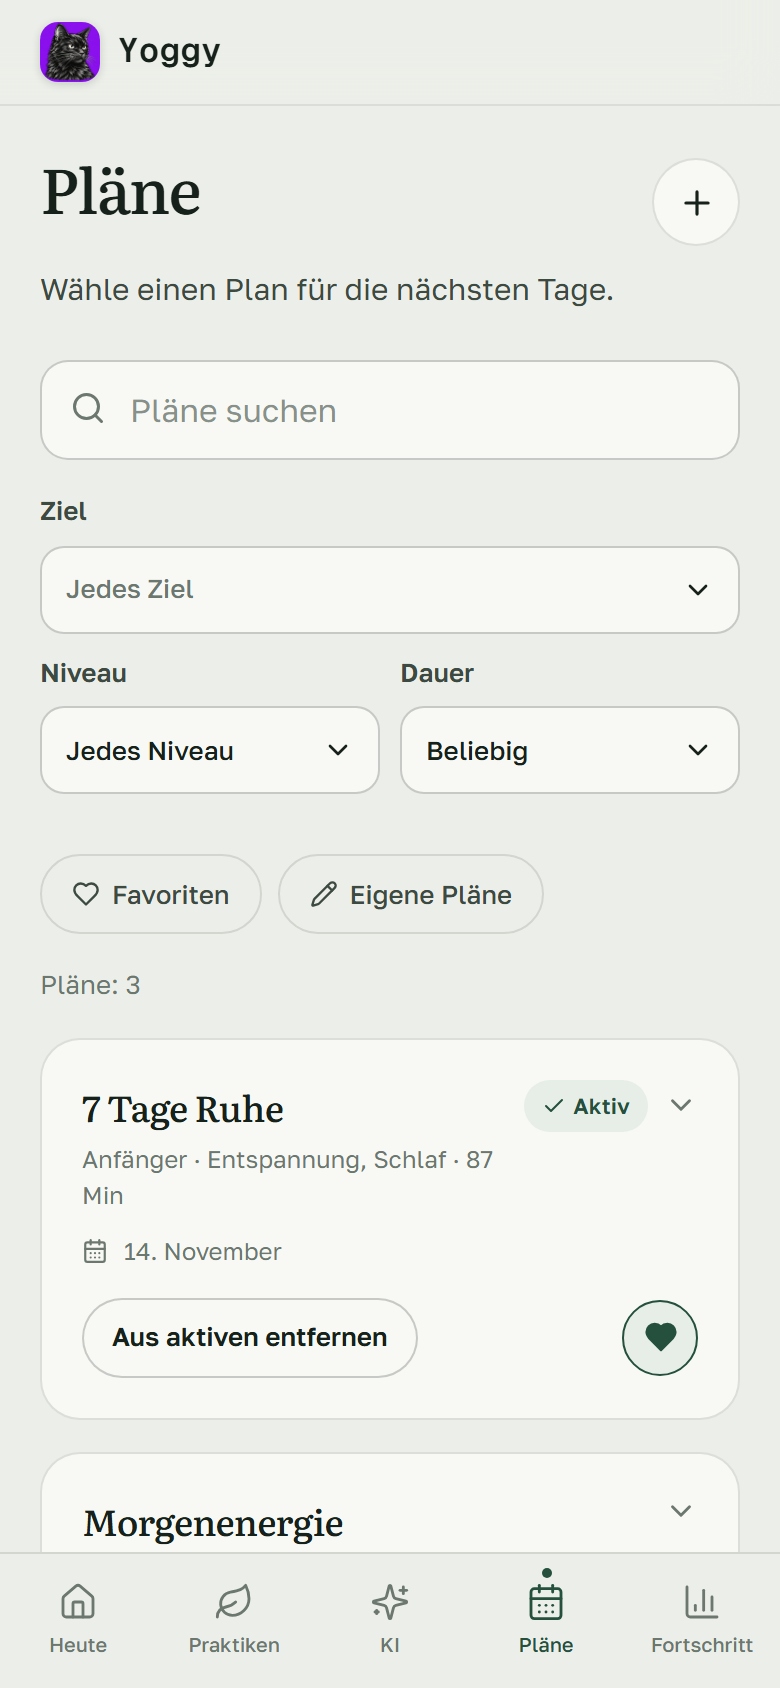 Yoggy
Pläne
Wähle einen Plan für die nächsten Tage.
Pläne suchen
Ziel
Jedes Ziel
Niveau
Dauer
Jedes Niveau
Beliebig
Favoriten
Eigene Pläne
Pläne: 3
7 Tage Ruhe
Aktiv
Anfänger · Entspannung, Schlaf · 87
Min
14. November
Aus aktiven entfernen
Morgenenergie
Heute
Praktiken
KI
Pläne
Fortschritt